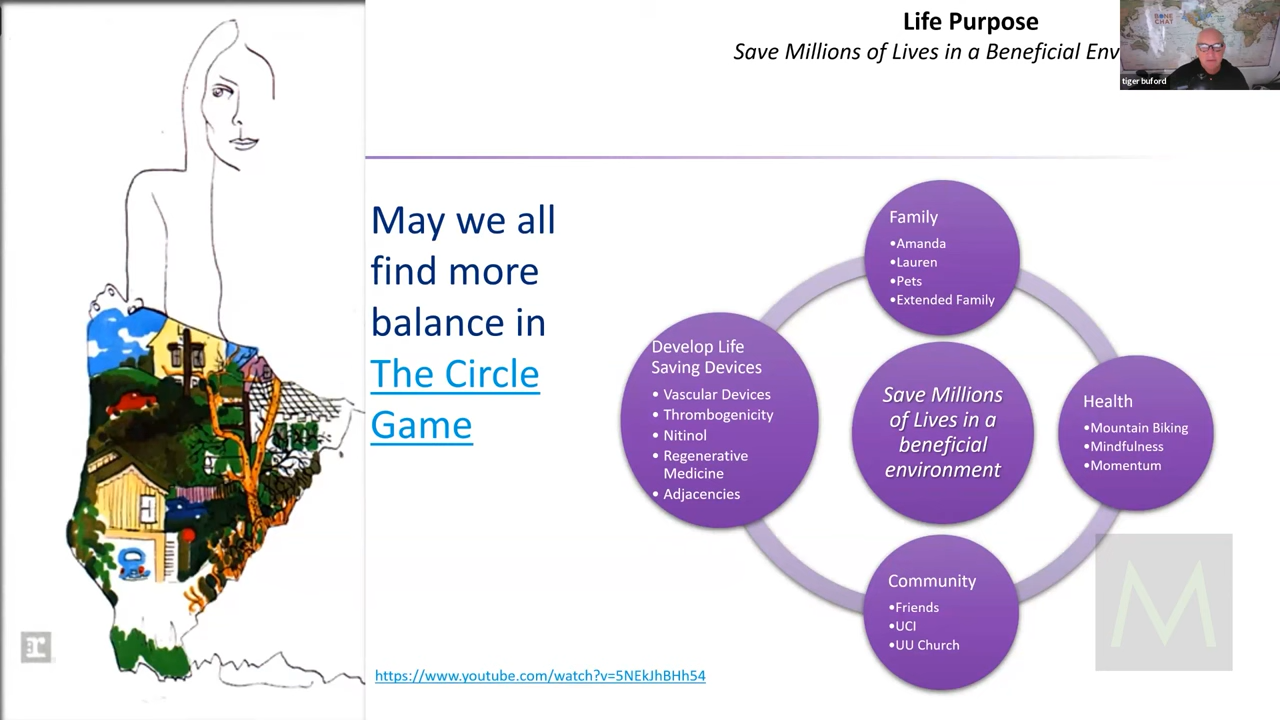 Life Purpose
Save Millions of Lives in a Beneficial Env
BONE
CHAT
tiger buford
May we all
find more
balance in
The Circle
Game
Family
•Amanda
•Lauren
•Pets
•Extended Family
Develop Life
Saving Devices
• Vascular Devices
• Thrombogenicity
• Nitinol
• Regenerative
Medicine
• Adjacencies
Save Millions
of Lives in a
beneficial
environment
Health
•Mountain Biking
•Mindfulness
•Momentum
Community
•Friends
•UCI
•UU Church
https://www.youtube.com/watch?v=5NEkJhBHh54
r
M